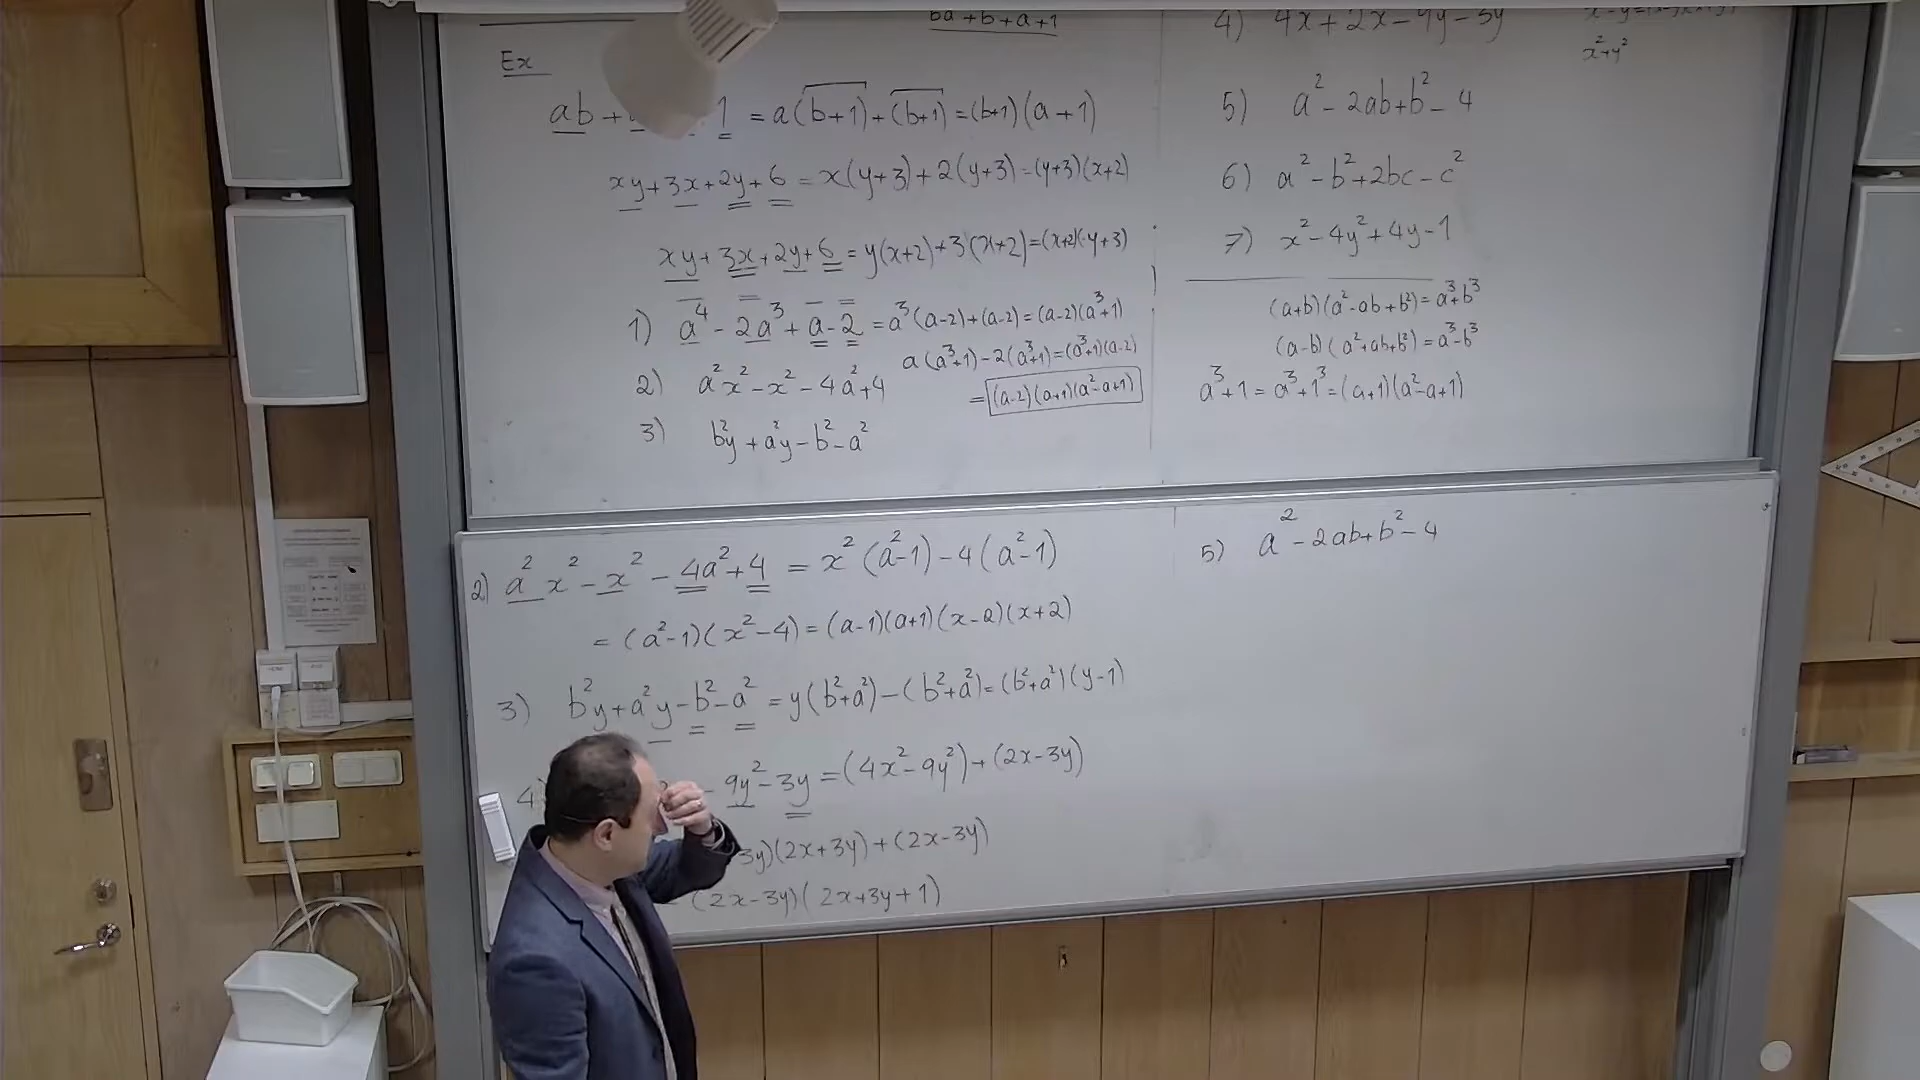 ba+b+a+1
Ex
ab + 1 = a(b+1)+(b+1)=(b+1)(a+1)
xy+3x+2y+6=x(y+3)+2(y+3)=(y+3)(x+2)
xy+3x+2y+6=y(x+2)+3(x+2)=(x+2)(y+3)
1) a⁴-2a³+a-2=a³(a-2)+(a-2)=(a-2)(a³+1)
a(a³+1)-2(a³+1)=(a³+1)(a-2)
=(a-2)(a+1)(a²-a+1)
2) a²x²-x²-4a²+4
3) b²y+a²y-b²-a²
4) 4x+2x-9y-3y
x²+y²
5) a²-2ab+b²-4
6) a²-b²+2bc-c²
7) x²-4y²+4y-1
(a+b)(a²-ab+b²)=a³+b³
(a-b)(a²+ab+b²)=a³-b³
a³+1=a³+1³=(a+1)(a²-a+1)
2) a²x²-x²-4a²+4=x²(a²-1)-4(a²-1)
=(a²-1)(x²-4)=(a-1)(a+1)(x-2)(x+2)
3) b²y+a²y-b²-a²=y(b²+a²)-(b²+a²)=(b²+a²)(y-1)
4) - 9y²-3y=(4x²-9y²)+(2x-3y)
3y)(2x+3y)+(2x-3y)
(2x-3y)(2x+3y+1)
5) a²-2ab+b²-4